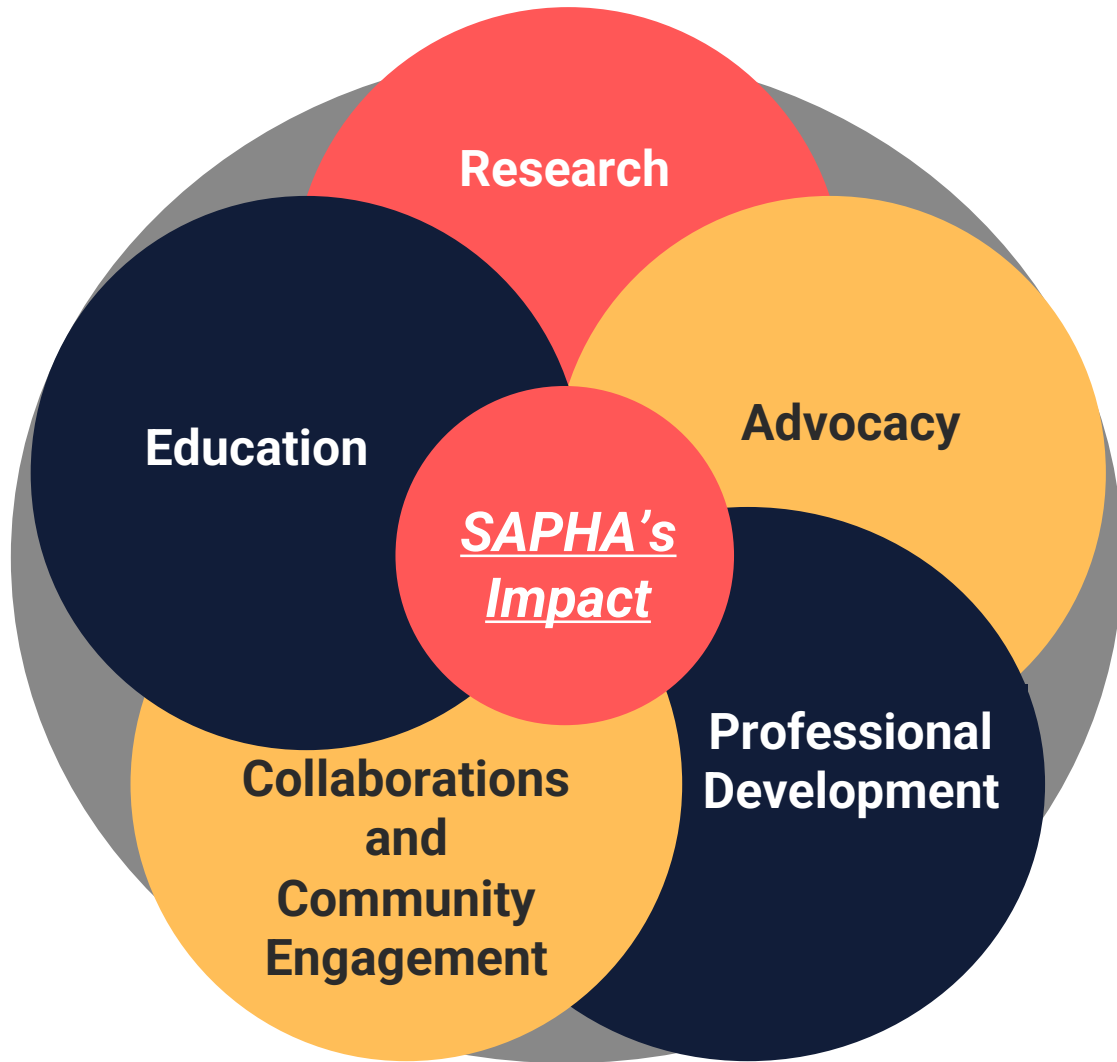 Research
Advocacy
Education
SAPHA’s
Impact
Professional
Development
Collaborations
and
Community
Engagement